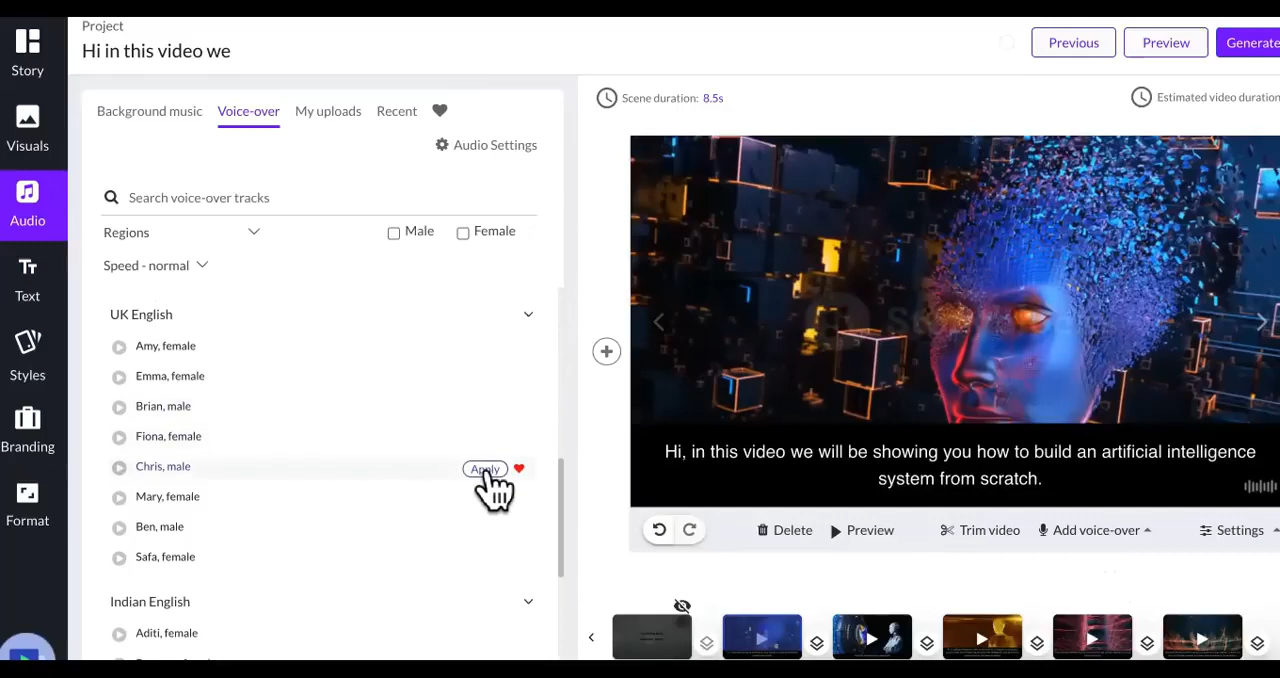 Project
Hi in this video we
Previous
Preview
Generate
Story
Visuals
Audio
Text
Styles
Branding
Format
Background music
Voice-over
My uploads
Recent
Audio Settings
Search voice-over tracks
Regions
Male
Female
Speed - normal
UK English
Amy, female
Emma, female
Brian, male
Fiona, female
Chris, male
Apply
Mary, female
Ben, male
Safa, female
Indian English
Aditi, female
Scene duration: 8.5s
Estimated video duration
Hi, in this video we will be showing you how to build an artificial intelligence
system from scratch.
Delete
Preview
Trim video
Add voice-over
Settings